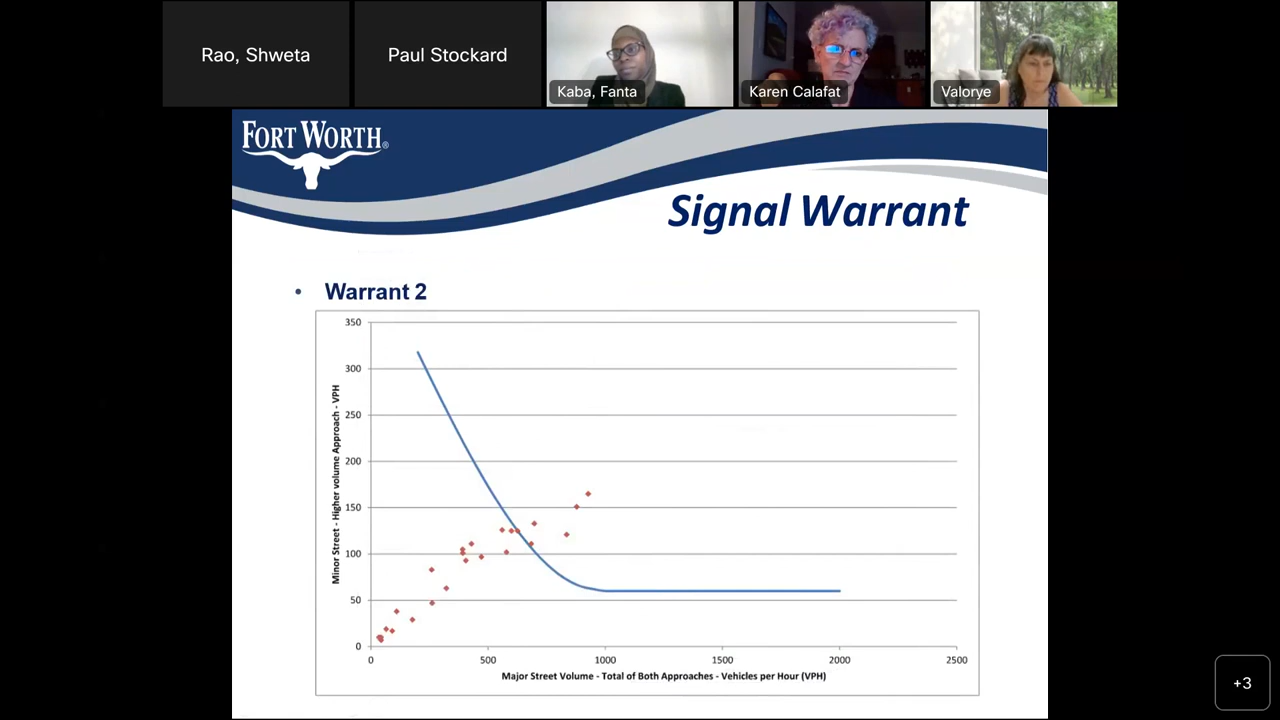 Rao, Shweta
Paul Stockard
Kaba, Fanta
Karen Calafat
Valorye
FORT WORTH®
Signal Warrant
• Warrant 2
350
300
250
200
150
100
50
0
Minor Street - Higher volume Approach - VPH
0 500 1000 1500 2000 2500
Major Street Volume - Total of Both Approaches - Vehicles per Hour (VPH)
+3